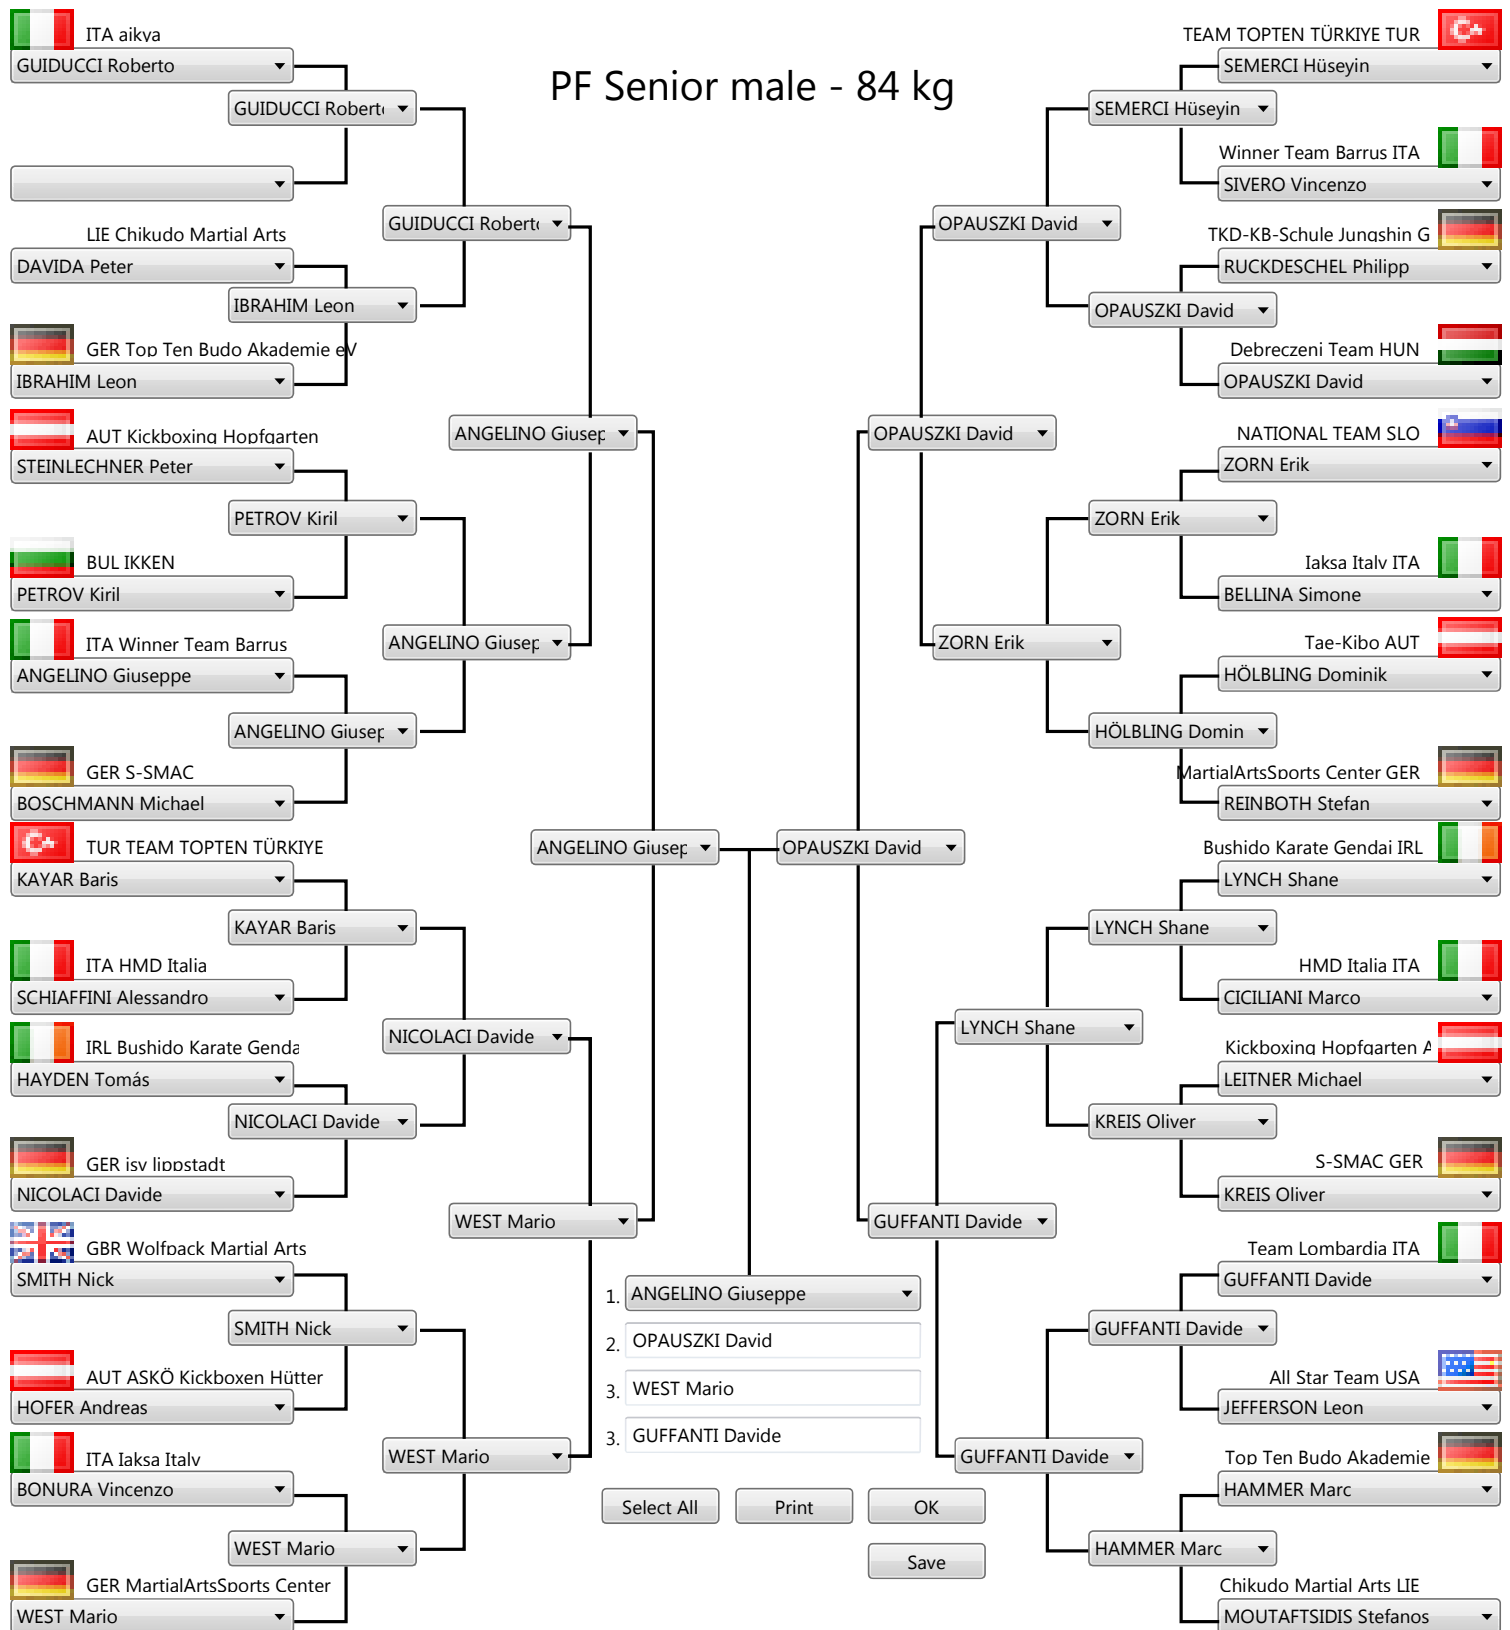 PF Senior male - 84 kg
ITA aikya
GUIDUCCI Roberto
GUIDUCCI Robert
LIE Chikudo Martial Arts
DAVIDA Peter
IBRAHIM Leon
GER Top Ten Budo Akademie eV
IBRAHIM Leon
GUIDUCCI Robert
AUT Kickboxing Hopfgarten
STEINLECHNER Peter
PETROV Kiril
BUL IKKEN
PETROV Kiril
ITA Winner Team Barrus
ANGELINO Giuseppe
ANGELINO Giusep
GER S-SMAC
BOSCHMANN Michael
ANGELINO Giusep
ANGELINO Giusep
TUR TEAM TOPTEN TÜRKIYE
KAYAR Baris
KAYAR Baris
ITA HMD Italia
SCHIAFFINI Alessandro
IRL Bushido Karate Genda
HAYDEN Tomás
NICOLACI Davide
GER isv lippstadt
NICOLACI Davide
NICOLACI Davide
GBR Wolfpack Martial Arts
SMITH Nick
SMITH Nick
AUT ASKÖ Kickboxen Hütter
HOFER Andreas
ITA Iaksa Italy
BONURA Vincenzo
WEST Mario
GER MartialArtsSports Center
WEST Mario
WEST Mario
WEST Mario
ANGELINO Giusep
OPAUSZKI David
TEAM TOPTEN TÜRKIYE TUR
SEMERCI Hüseyin
SEMERCI Hüseyin
Winner Team Barrus ITA
SIVERO Vincenzo
OPAUSZKI David
TKD-KB-Schule Jungshin G
RUCKDESCHEL Philipp
OPAUSZKI David
Debreczeni Team HUN
OPAUSZKI David
OPAUSZKI David
NATIONAL TEAM SLO
ZORN Erik
ZORN Erik
Iaksa Italy ITA
BELLINA Simone
ZORN Erik
Tae-Kibo AUT
HÖLBLING Dominik
HÖLBLING Domin
MartialArtsSports Center GER
REINBOTH Stefan
Bushido Karate Gendai IRL
LYNCH Shane
LYNCH Shane
HMD Italia ITA
CICILIANI Marco
LYNCH Shane
Kickboxing Hopfgarten A
LEITNER Michael
KREIS Oliver
S-SMAC GER
KREIS Oliver
GUFFANTI Davide
Team Lombardia ITA
GUFFANTI Davide
GUFFANTI Davide
All Star Team USA
JEFFERSON Leon
GUFFANTI Davide
Top Ten Budo Akademie
HAMMER Marc
HAMMER Marc
Chikudo Martial Arts LIE
MOUTAFTSIDIS Stefanos
1. ANGELINO Giuseppe
2. OPAUSZKI David
3. WEST Mario
3. GUFFANTI Davide
Select All Print OK
Save